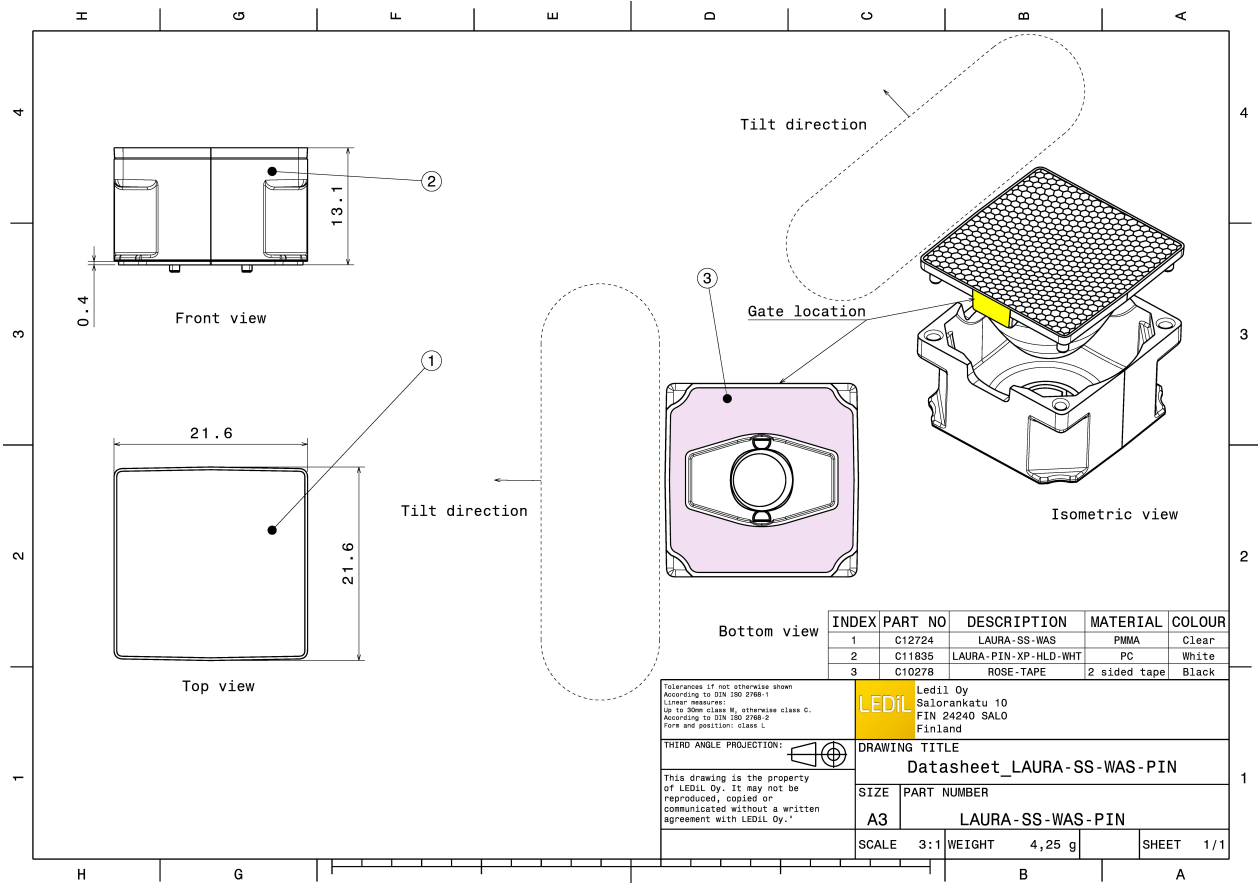 H G F E D C B A
4
4
Tilt direction
2
13.1
0.4
Front view
3
3
3
Gate location
1
21.6
21.6
Tilt direction
Isometric view
2
2
Top view
Bottom view
INDEX PART NO DESCRIPTION MATERIAL COLOUR
1 C12724 LAURA-SS-WAS PMMA Clear
2 C11835 LAURA-PIN-XP-HLD-WHT PC White
3 C10278 ROSE-TAPE 2 sided tape Black
Tolerances if not otherwise shown
According to DIN ISO 2768-1
Linear measures:
Up to 30mm class M, otherwise class C.
According to DIN ISO 2768-2
Form and position: class L
LEDiL
Ledil Oy
Salorankatu 10
FIN 24240 SALO
Finland
THIRD ANGLE PROJECTION:
DRAWING TITLE
Datasheet_LAURA-SS-WAS-PIN
This drawing is the property
of LEDiL Oy. It may not be
reproduced, copied or
communicated without a written
agreement with LEDiL Oy.'
SIZE PART NUMBER
A3 LAURA-SS-WAS-PIN
SCALE 3:1 WEIGHT 4,25 g SHEET 1/1
1
1
H G B A